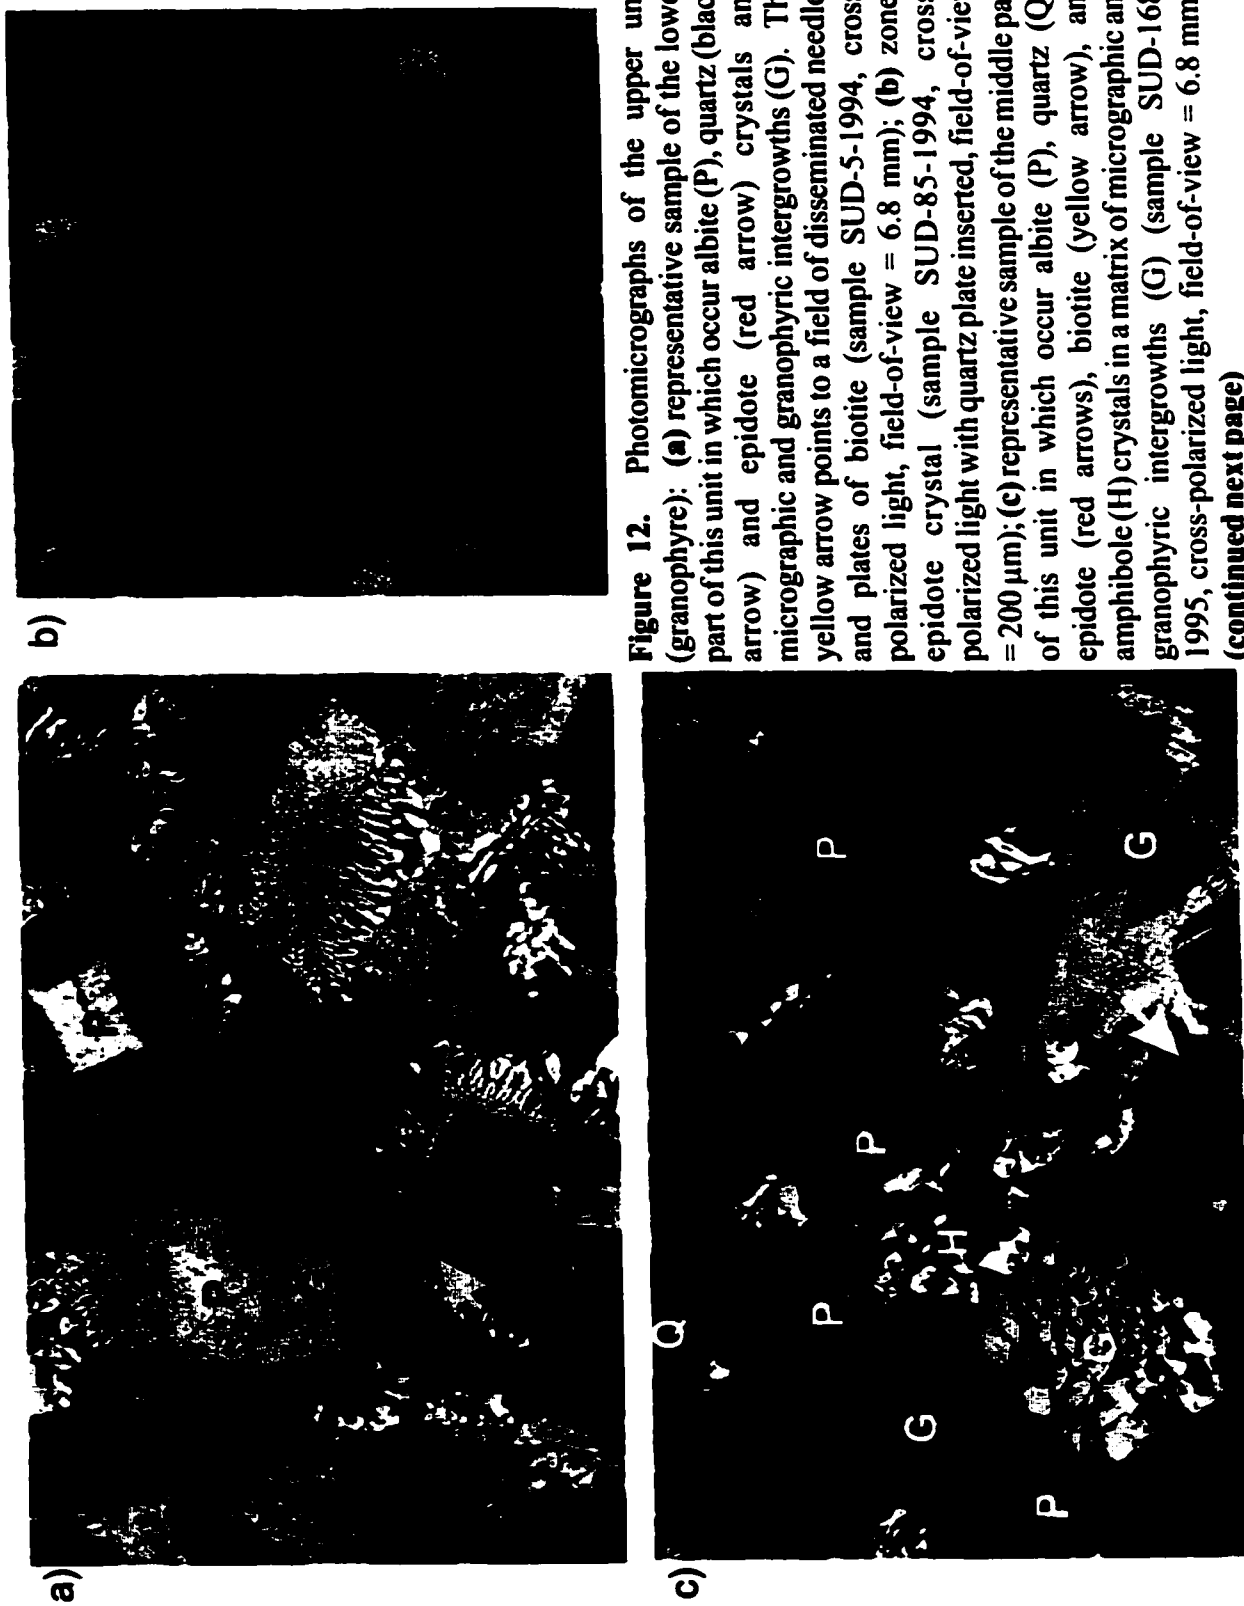 a)
b)
P
G
c)
Q
P
P
P
P
H
G
G
G
Figure 12. Photomicrographs of the upper un
(granophyre): (a) representative sample of the lowe
part of this unit in which occur albite (P), quartz (blac
arrow) and epidote (red arrow) crystals an
micrographic and granophyric intergrowths (G). Th
yellow arrow points to a field of disseminated needle
and plates of biotite (sample SUD-5-1994, cross
polarized light, field-of-view = 6.8 mm); (b) zone
epidote crystal (sample SUD-85-1994, cross
polarized light with quartz plate inserted, field-of-view
= 200 μm); (c) representative sample of the middle pa
of this unit in which occur albite (P), quartz (Q
epidote (red arrows), biotite (yellow arrow), an
amphibole (H) crystals in a matrix of micrographic an
granophyric intergrowths (G) (sample SUD-168
1995, cross-polarized light, field-of-view = 6.8 mm
(continued next page)